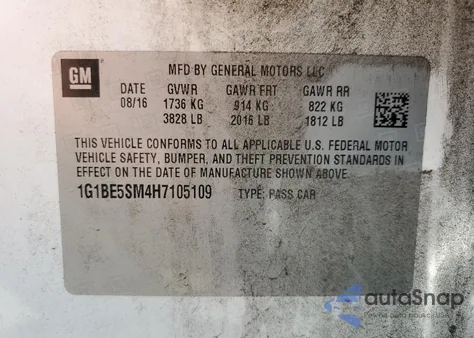 GM
MFD BY GENERAL MOTORS LLC
DATE GVWR GAWR FRT GAWR RR
08/16 1736 KG 914 KG 822 KG
3828 LB 2016 LB 1812 LB
THIS VEHICLE CONFORMS TO ALL APPLICABLE U.S. FEDERAL MOTOR
VEHICLE SAFETY, BUMPER, AND THEFT PREVENTION STANDARDS IN
EFFECT ON THE DATE OF MANUFACTURE SHOWN ABOVE.
1G1BE5SM4H7105109 TYPE: PASS CAR
autoSnap